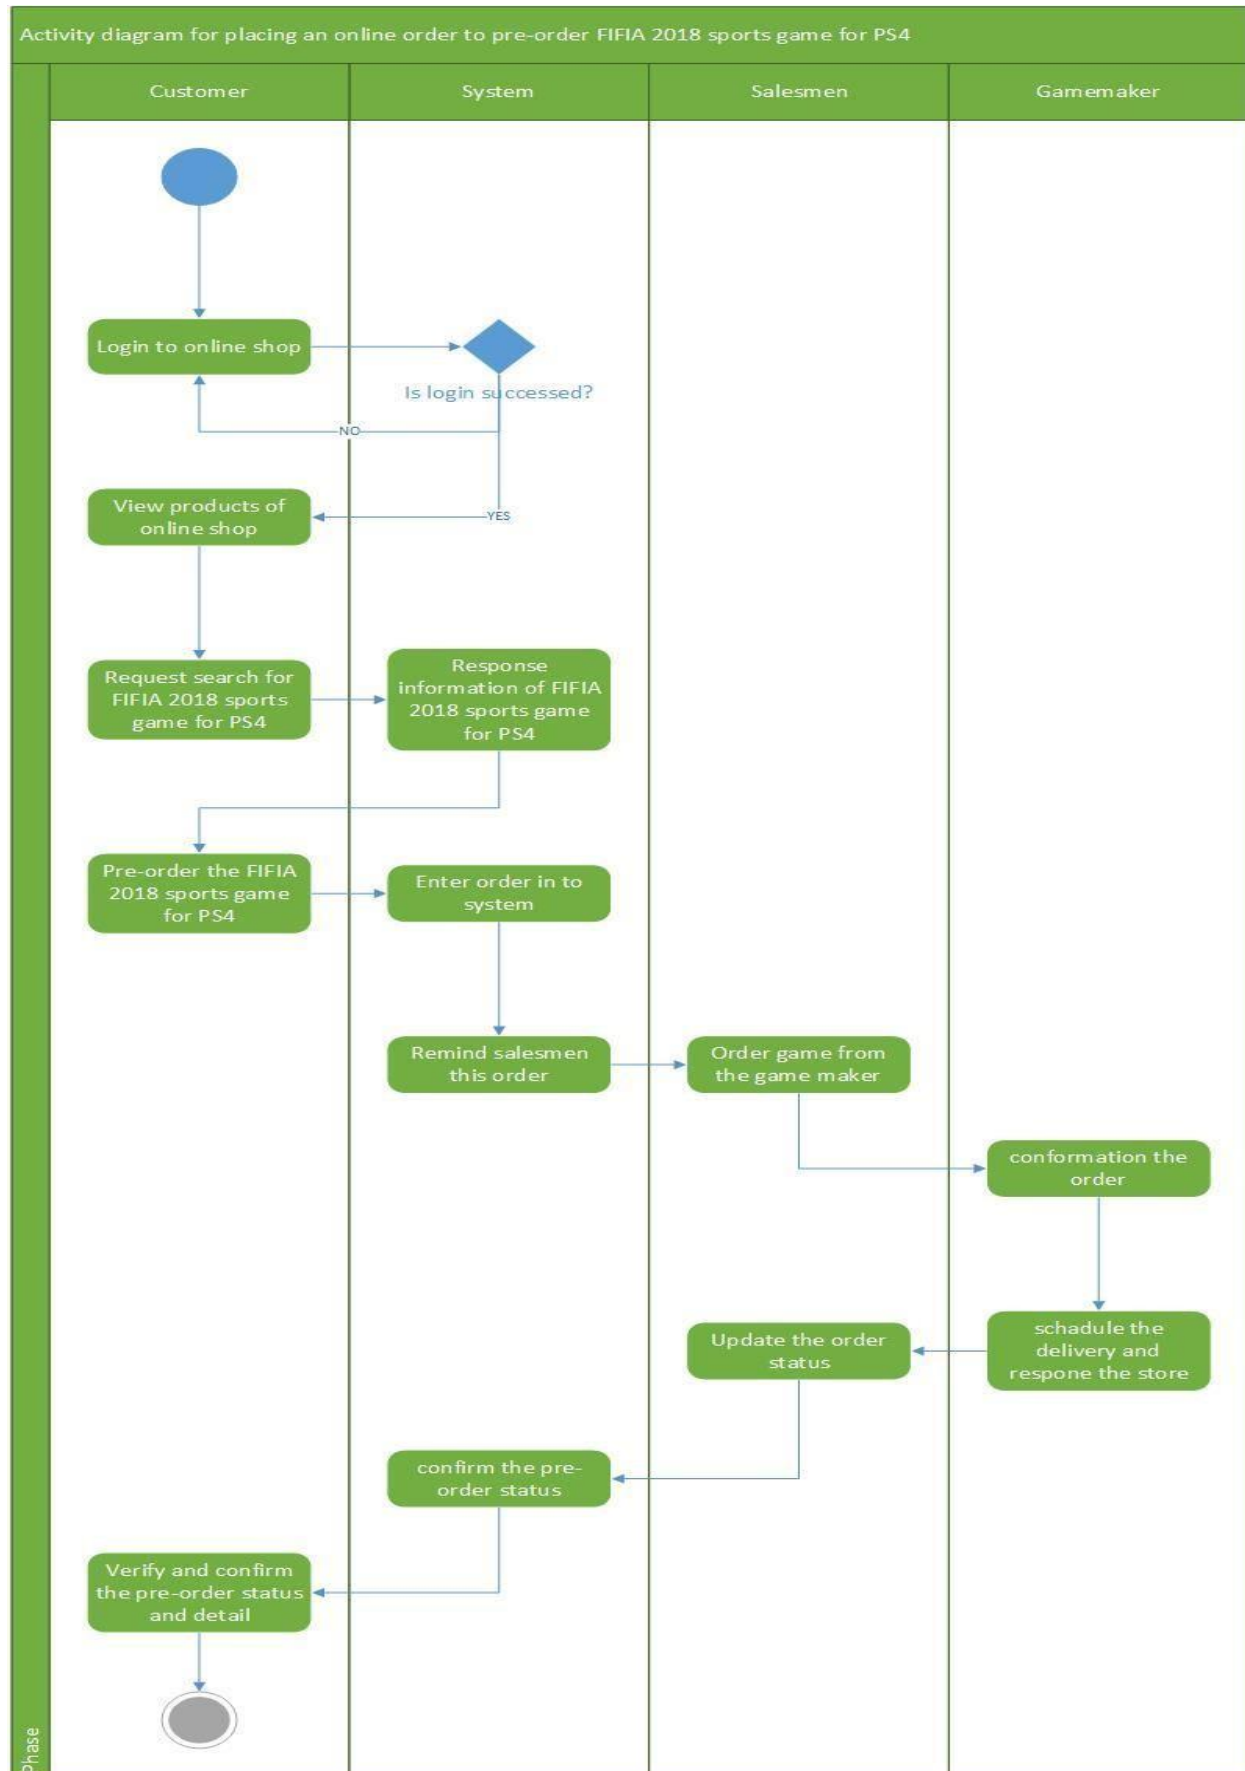 Activity diagram for placing an online order to pre-order FIFIA 2018 sports game for PS4
Customer
System
Salesmen
Gamemaker
Login to online shop
Is login successed?
NO
View products of
online shop
YES
Request search for
FIFIA 2018 sports
game for PS4
Response
information of FIFIA
2018 sports game
for PS4
Pre-order the FIFIA
2018 sports game
for PS4
Enter order in to
system
Remind salesmen
this order
Order game from
the game maker
conformation the
order
schadule the
delivery and
respone the store
Update the order
status
confirm the pre-
order status
Verify and confirm
the pre-order status
and detail
Phase